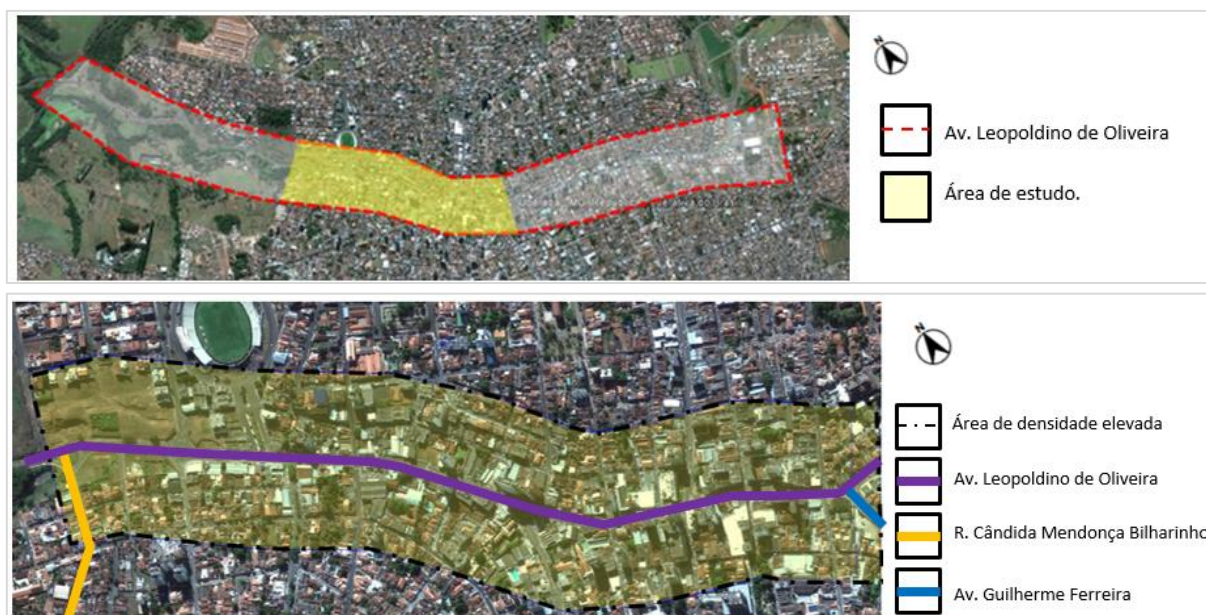 N
Av. Leopoldino de Oliveira
Área de estudo.
N
Área de densidade elevada
Av. Leopoldino de Oliveira
R. Cândida Mendonça Bilharinho
Av. Guilherme Ferreira